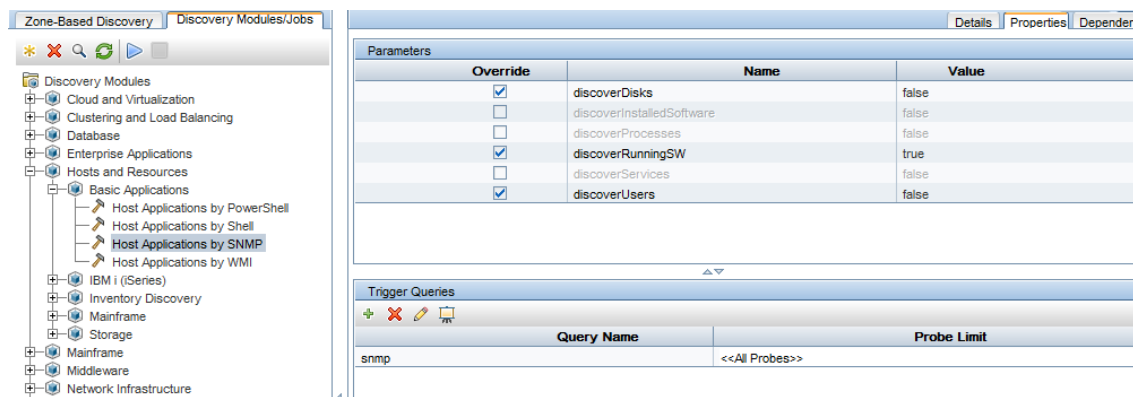 Zone-Based Discovery Discovery Modules/Jobs
Discovery Modules
Cloud and Virtualization
Clustering and Load Balancing
Database
Enterprise Applications
Hosts and Resources
Basic Applications
Host Applications by PowerShell
Host Applications by Shell
Host Applications by SNMP
Host Applications by WMI
IBM i (iSeries)
Inventory Discovery
Mainframe
Storage
Mainframe
Middleware
Network Infrastructure
Details Properties Depender
Parameters
Override Name Value
discoverDisks false
discoverInstalledSoftware false
discoverProcesses false
discoverRunningSW true
discoverServices false
discoverUsers false
Trigger Queries
Query Name Probe Limit
snmp <<All Probes>>